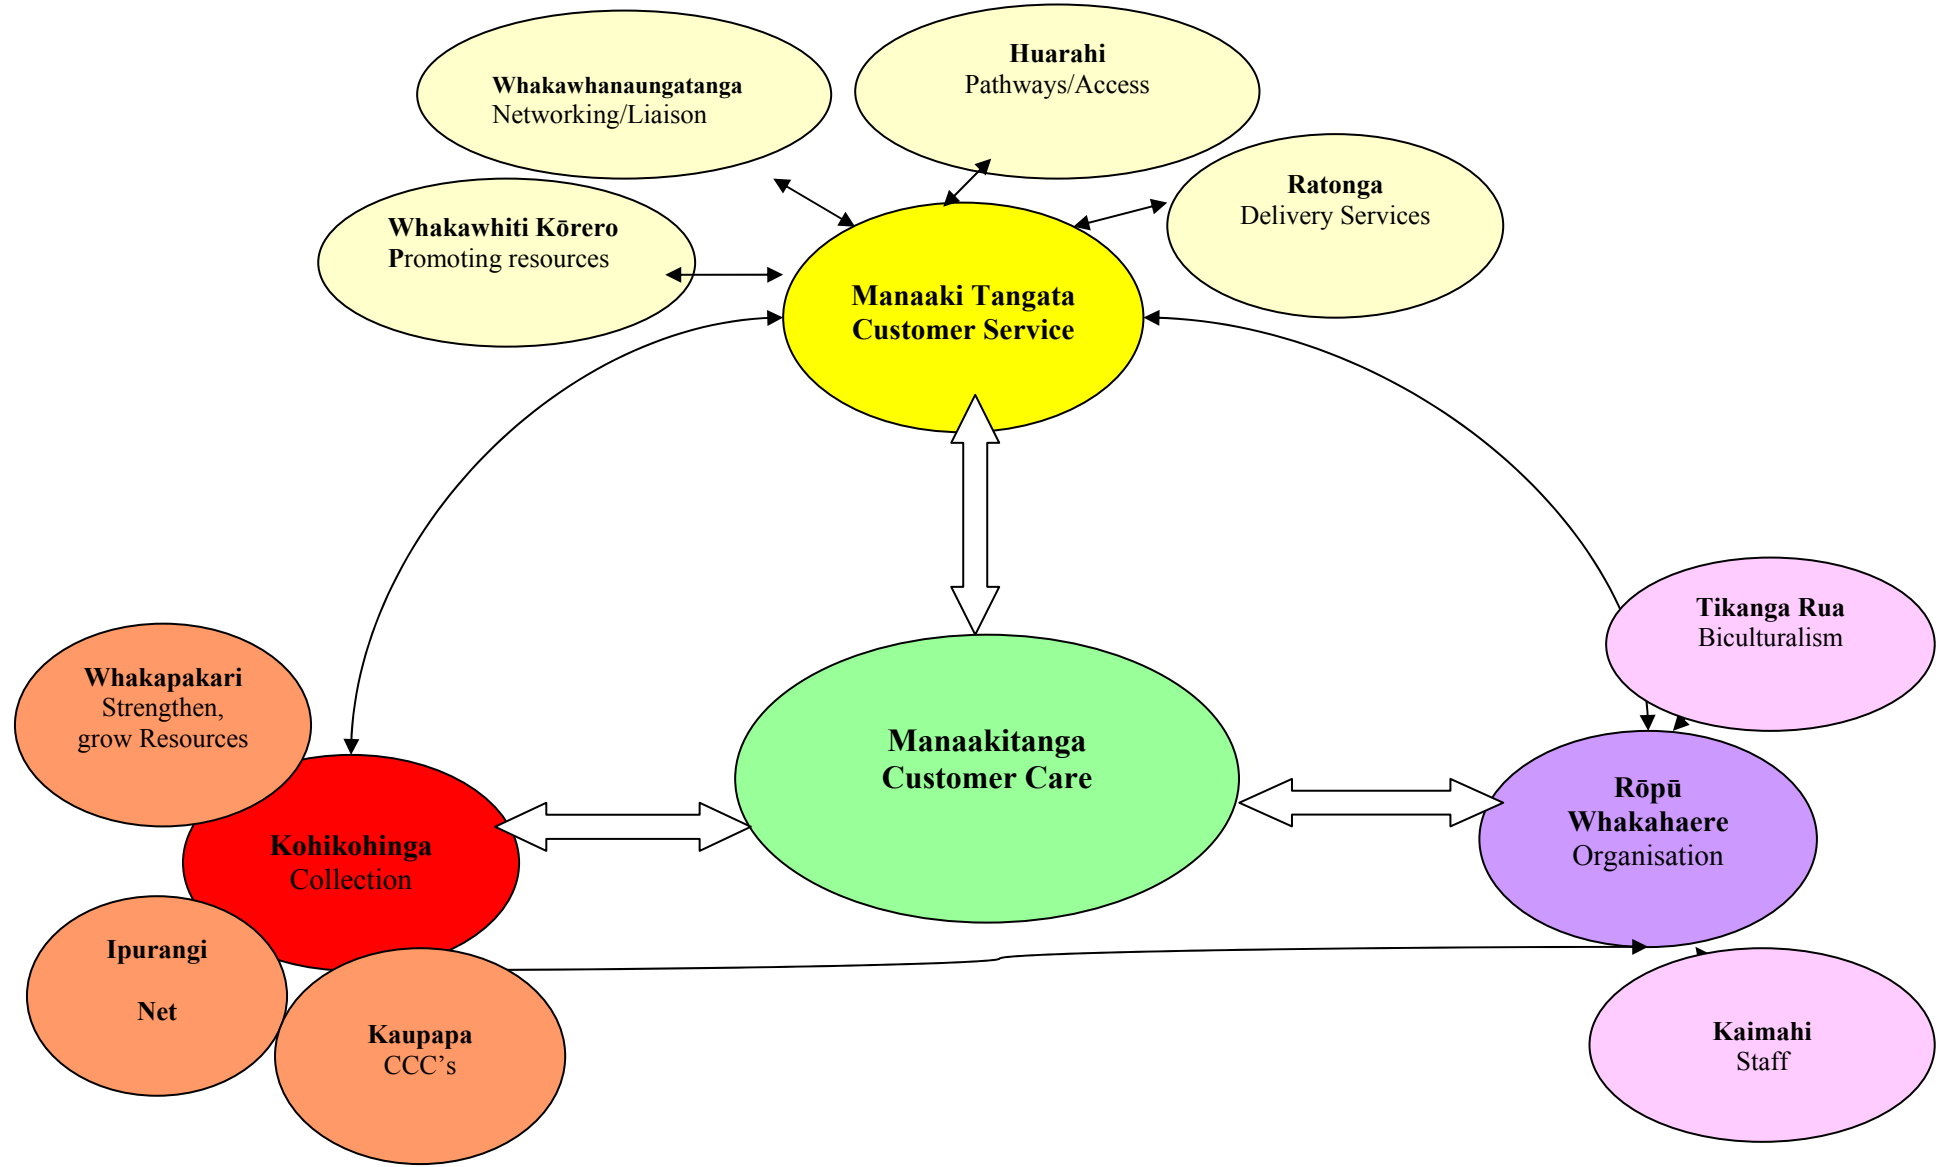 Huarahi
Pathways/Access
Whakawhanaungatanga
Networking/Liaison
Ratonga
Delivery Services
Whakawhiti Kōrero
Promoting resources
Manaaki Tangata
Customer Service
Tikanga Rua
Biculturalism
Whakapakari
Strengthen,
grow Resources
Manaakitanga
Customer Care
Rōpū
Whakahaere
Organisation
Kohikohinga
Collection
Ipurangi
Net
Kaupapa
CCC’s
Kaimahi
Staff